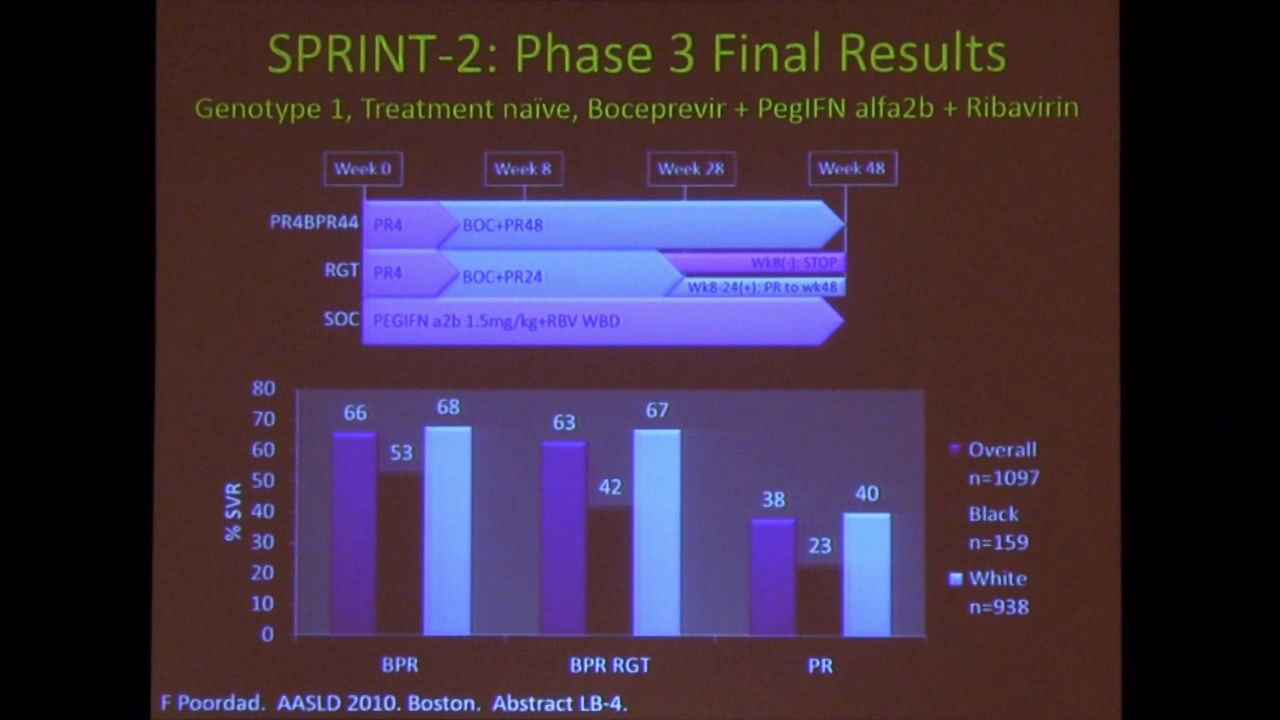 SPRINT-2: Phase 3 Final Results
Genotype 1, Treatment naïve, Boceprevir + PegIFN alfa2b + Ribavirin
Week 0 Week 8 Week 28 Week 48
PR4BPR44 PR4 BOC+PR48
RGT PR4 BOC+PR24 Wk8(-): STOP
Wk8-24(+): PR to wk48
SOC PEGIFN a2b 1.5mg/kg+RBV WBD
% SVR
80
70
60
50
40
30
20
10
0
66 53 68
63 42 67
38 23 40
BPR BPR RGT PR
Overall
n=1097
Black
n=159
White
n=938
F Poordad. AASLD 2010. Boston. Abstract LB-4.